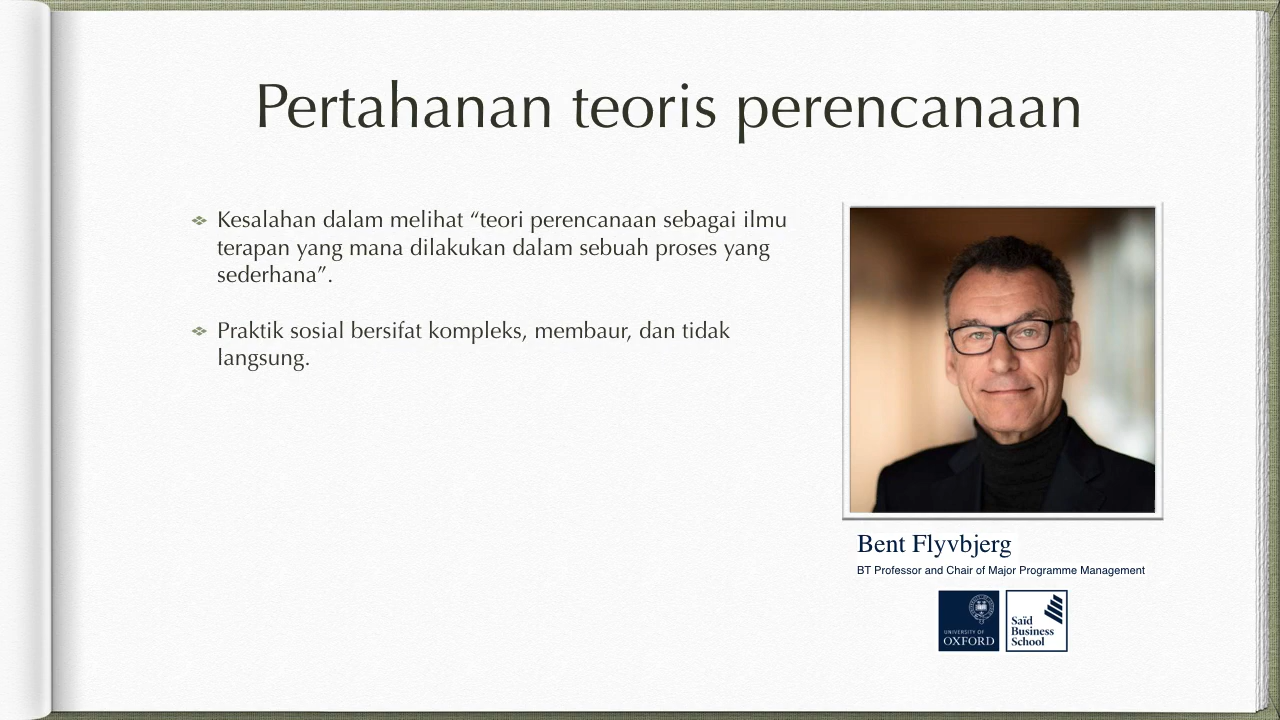 Pertahanan teoris perencanaan
Kesalahan dalam melihat “teori perencanaan sebagai ilmu
terapan yang mana dilakukan dalam sebuah proses yang
sederhana”.
Praktik sosial bersifat kompleks, membaur, dan tidak
langsung.
Bent Flyvbjerg
BT Professor and Chair of Major Programme Management
UNIVERSITY OF
OXFORD
Saïd
Business
School